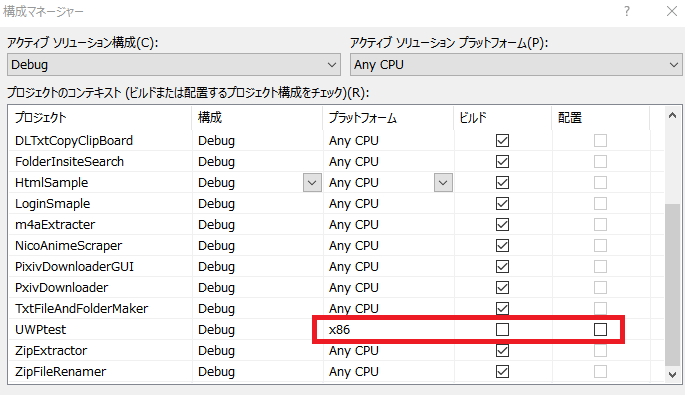 構成マネージャー
アクティブ ソリューション構成(C): アクティブ ソリューション プラットフォーム(P):
Debug Any CPU
プロジェクトのコンテキスト (ビルドまたは配置するプロジェクト構成をチェック)(R):
プロジェクト 構成 プラットフォーム ビルド 配置
DLTxtCopyClipBoard Debug Any CPU
FolderInsiteSearch Debug Any CPU
HtmlSample Debug Any CPU
LoginSmaple Debug Any CPU
m4aExtracter Debug Any CPU
NicoAnimeScraper Debug Any CPU
PixivDownloaderGUI Debug Any CPU
PxivDownloader Debug Any CPU
TxtFileAndFolderMaker Debug Any CPU
UWPtest Debug x86
ZipExtractor Debug Any CPU
ZipFileRenamer Debug Any CPU